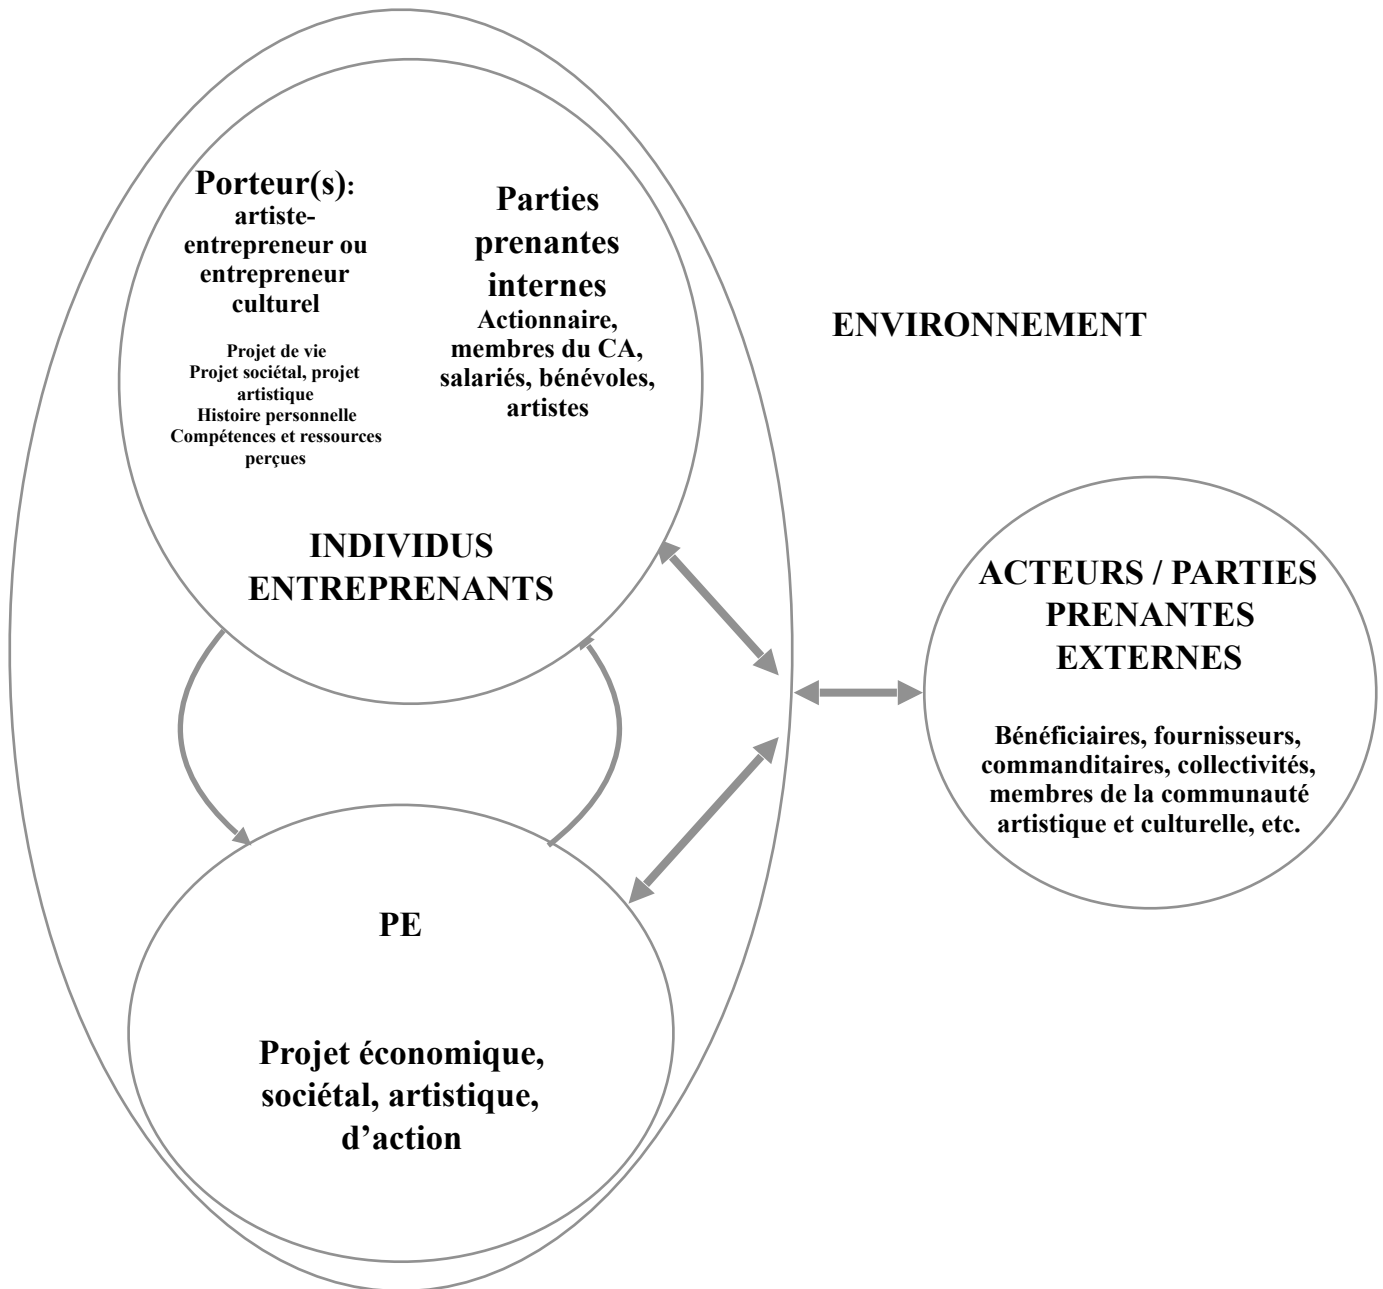 Porteur(s):
artiste-
entrepreneur ou
entrepreneur
culturel
Projet de vie
Projet sociétal, projet
artistique
Histoire personnelle
Compétences et ressources
perçues
Parties
prenantes
internes
Actionnaire,
membres du CA,
salariés, bénévoles,
artistes
INDIVIDUS
ENTREPRENANTS
ENVIRONNEMENT
ACTEURS / PARTIES
PRENANTES
EXTERNES
Bénéficiaires, fournisseurs,
commanditaires, collectivités,
membres de la communauté
artistique et culturelle, etc.
PE
Projet économique,
sociétal, artistique,
d’action